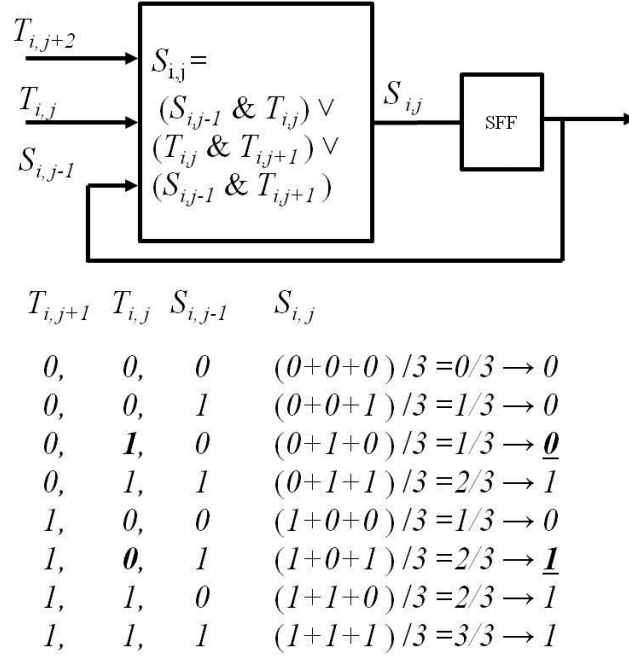 T_{i,j+2}
T_{i,j}
S_{i,j-1}
S_{i,j}=
(S_{i,j-1} & T_{i,j}) ∨
(T_{i,j} & T_{i,j+1}) ∨
(S_{i,j-1} & T_{i,j+1})
S_{i,j}
SFF
T_{i,j+1} T_{i,j} S_{i,j-1} S_{i,j}
0, 0, 0 (0+0+0)/3=0/3→0
0, 0, 1 (0+0+1)/3=1/3→0
0, 1, 0 (0+1+0)/3=1/3→0
0, 1, 1 (0+1+1)/3=2/3→1
1, 0, 0 (1+0+0)/3=1/3→0
1, 0, 1 (1+0+1)/3=2/3→1
1, 1, 0 (1+1+0)/3=2/3→1
1, 1, 1 (1+1+1)/3=3/3→1